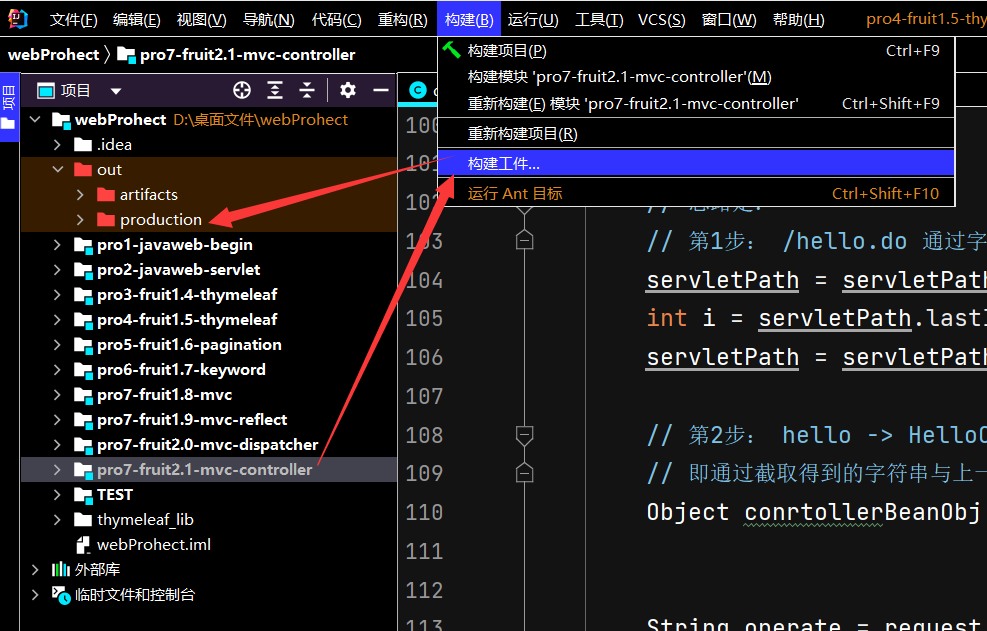 文件(F) 编辑(E) 视图(V) 导航(N) 代码(C) 重构(R) 构建(B) 运行(U) 工具(T) VCS(S) 窗口(W) 帮助(H) pro4-fruit1.5-thy
webProhect 〉 pro7-fruit2.1-mvc-controller
构建项目(P) Ctrl+F9
构建模块 'pro7-fruit2.1-mvc-controller'(M)
重新构建(E) 模块 'pro7-fruit2.1-mvc-controller' Ctrl+Shift+F9
重新构建项目(R)
构建工件...
运行 Ant 目标 Ctrl+Shift+F10
项目
项目
webProhect D:\桌面文件\webProhect
.idea
out
artifacts
production
pro1-javaweb-begin
pro2-javaweb-servlet
pro3-fruit1.4-thymeleaf
pro4-fruit1.5-thymeleaf
pro5-fruit1.6-pagination
pro6-fruit1.7-keyword
pro7-fruit1.8-mvc
pro7-fruit1.9-mvc-reflect
pro7-fruit2.0-mvc-dispatcher
pro7-fruit2.1-mvc-controller
TEST
thymeleaf_lib
webProhect.iml
外部库
临时文件和控制台
103 // 第1步： /hello.do 通过字
104 servletPath = servletPath
105 int i = servletPath.lastI
106 servletPath = servletPath
107
108 // 第2步： hello -> HelloC
109 // 即通过截取得到的字符串与上一
110 Object conrtollerBeanObj
111
112
113 String operate = request